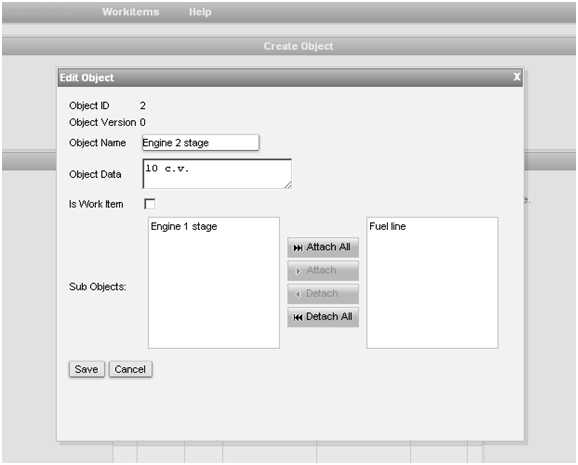 Workitems Help
Create Object
Edit Object X
Object ID 2
Object Version 0
Object Name Engine 2 stage
Object Data 10 c.v.
Is Work Item
Engine 1 stage Fuel line
Attach All
Attach
Sub Objects:
Detach
Detach All
Save Cancel